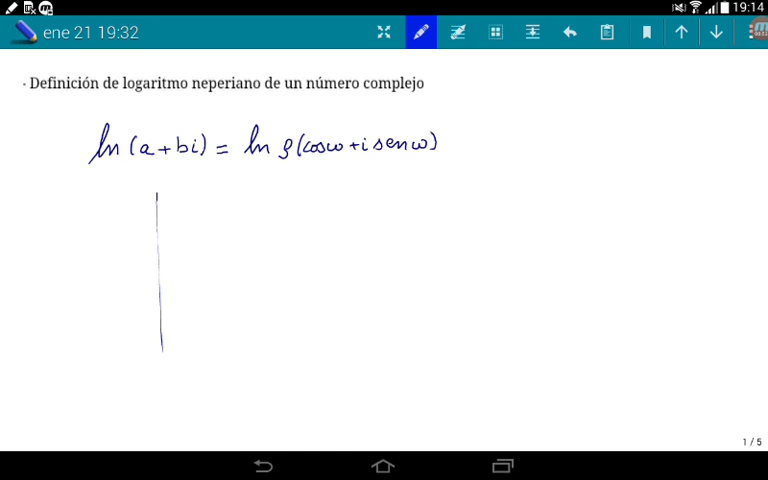 19:14
ene 21 19:32
· Definición de logaritmo neperiano de un número complejo
ln (a+bi) = ln ρ(cosω + i senω)
1 / 5